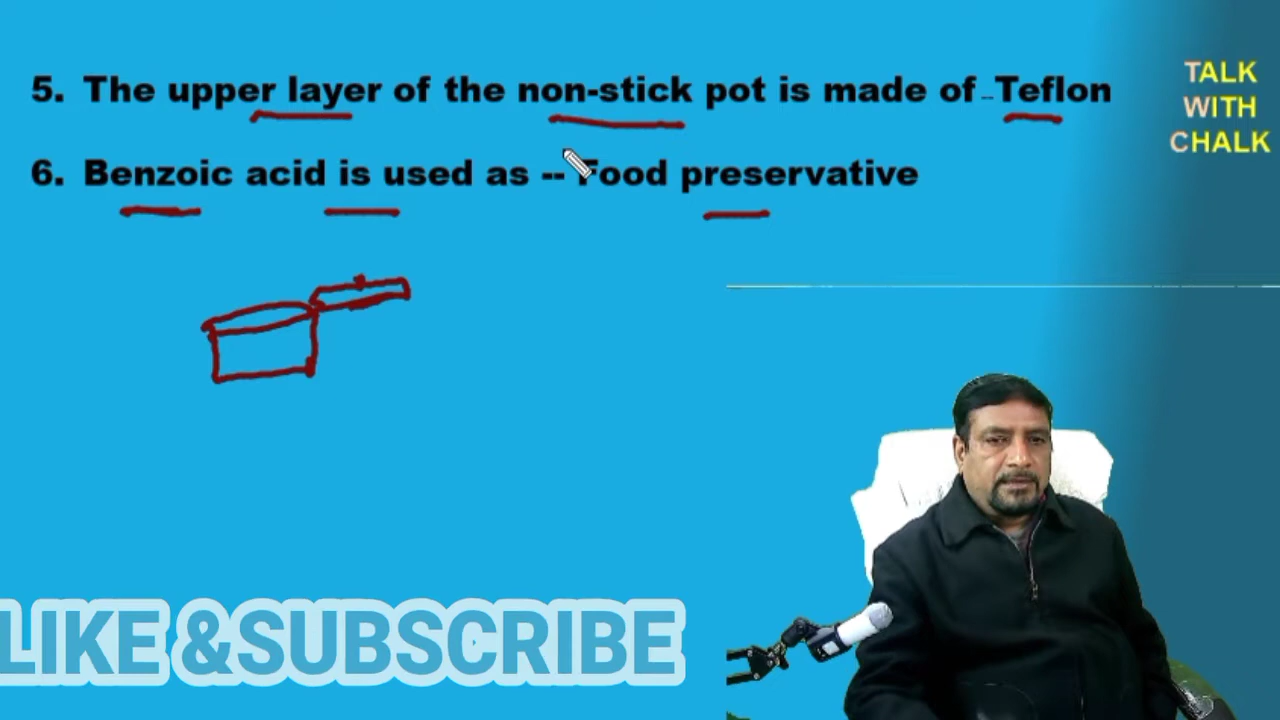 5. The upper layer of the non-stick pot is made of -- Teflon
6. Benzoic acid is used as -- Food preservative
TALK
WITH
CHALK
LIKE &SUBSCRIBE